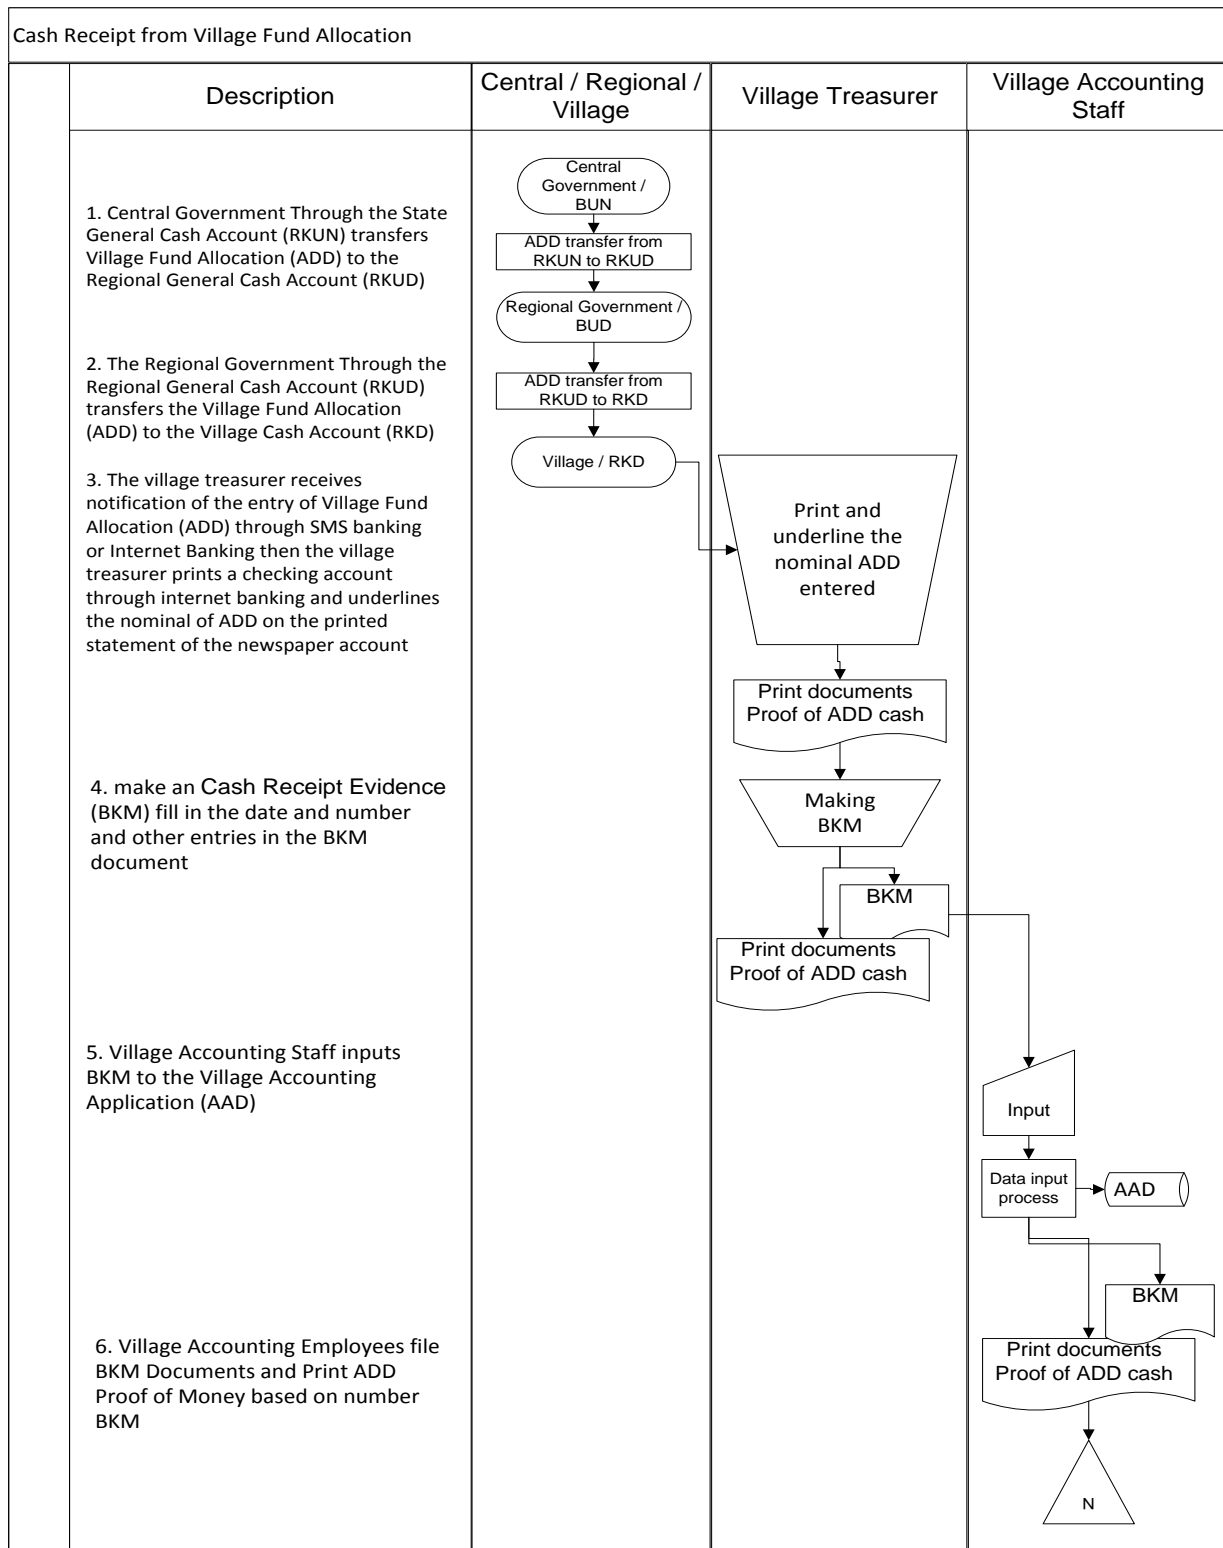 Cash Receipt from Village Fund Allocation
Description
Central / Regional /
Village
Village Treasurer
Village Accounting
Staff
1. Central Government Through the State
General Cash Account (RKUN) transfers
Village Fund Allocation (ADD) to the
Regional General Cash Account (RKUD)
2. The Regional Government Through the
Regional General Cash Account (RKUD)
transfers the Village Fund Allocation
(ADD) to the Village Cash Account (RKD)
3. The village treasurer receives
notification of the entry of Village Fund
Allocation (ADD) through SMS banking
or Internet Banking then the village
treasurer prints a checking account
through internet banking and underlines
the nominal of ADD on the printed
statement of the newspaper account
4. make an Cash Receipt Evidence
(BKM) fill in the date and number
and other entries in the BKM
document
5. Village Accounting Staff inputs
BKM to the Village Accounting
Application (AAD)
6. Village Accounting Employees file
BKM Documents and Print ADD
Proof of Money based on number
BKM
Central
Government /
BUN
ADD transfer from
RKUN to RKUD
Regional Government /
BUD
ADD transfer from
RKUD to RKD
Village / RKD
Print and
underline the
nominal ADD
entered
Print documents
Proof of ADD cash
Making
BKM
BKM
Print documents
Proof of ADD cash
Input
Data input
process
AAD
BKM
Print documents
Proof of ADD cash
N